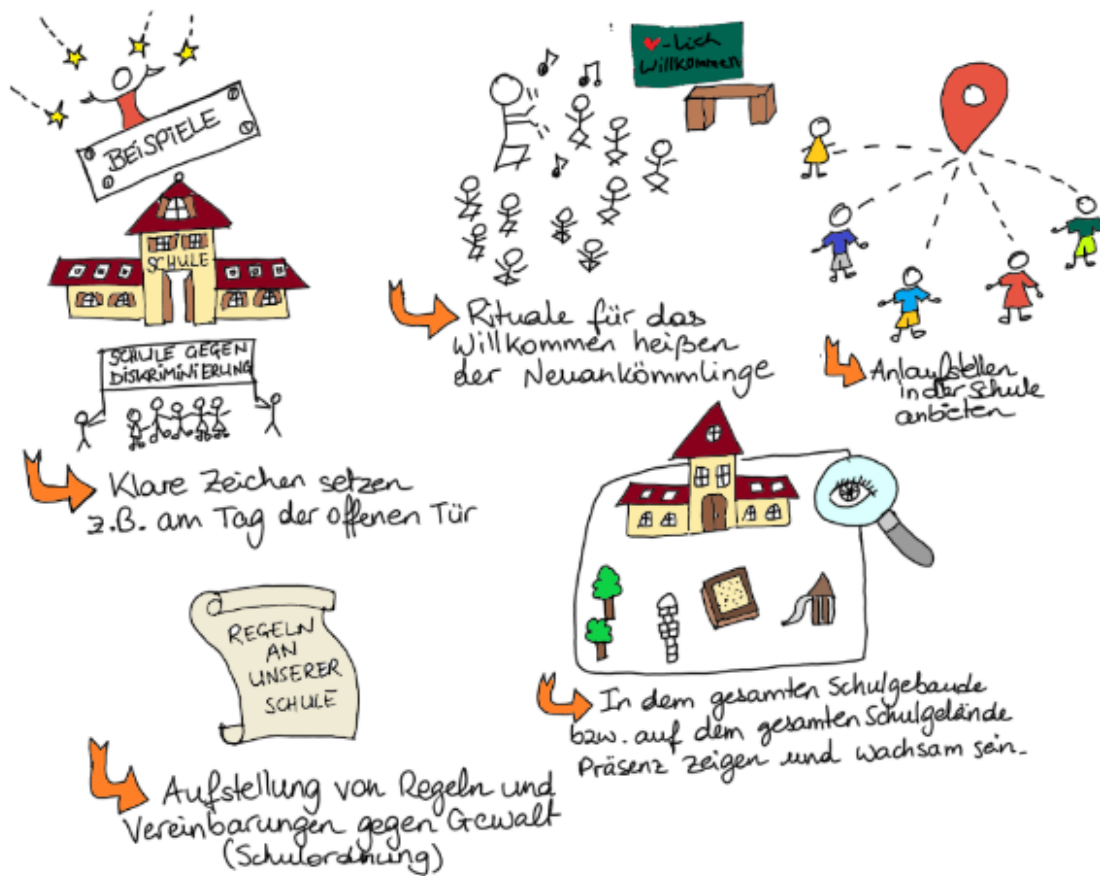 BEISPIELE
SCHULE
SCHULE GEGEN
DISKRIMINIERUNG
Klare Zeichen setzen
z.B. am Tag der offenen Tür
♥-lich
Willkommen
Rituale für das
Willkommen heißen
der Neuankömmlinge
Anlaufstellen
in der Schule
anbieten
REGELN
AN
UNSERER
SCHULE
Aufstellung von Regeln und
Vereinbarungen gegen Gewalt
(Schulordnung)
In dem gesamten Schulgebäude
bzw. auf dem gesamten Schulgelände
Präsenz zeigen und wachsam sein.